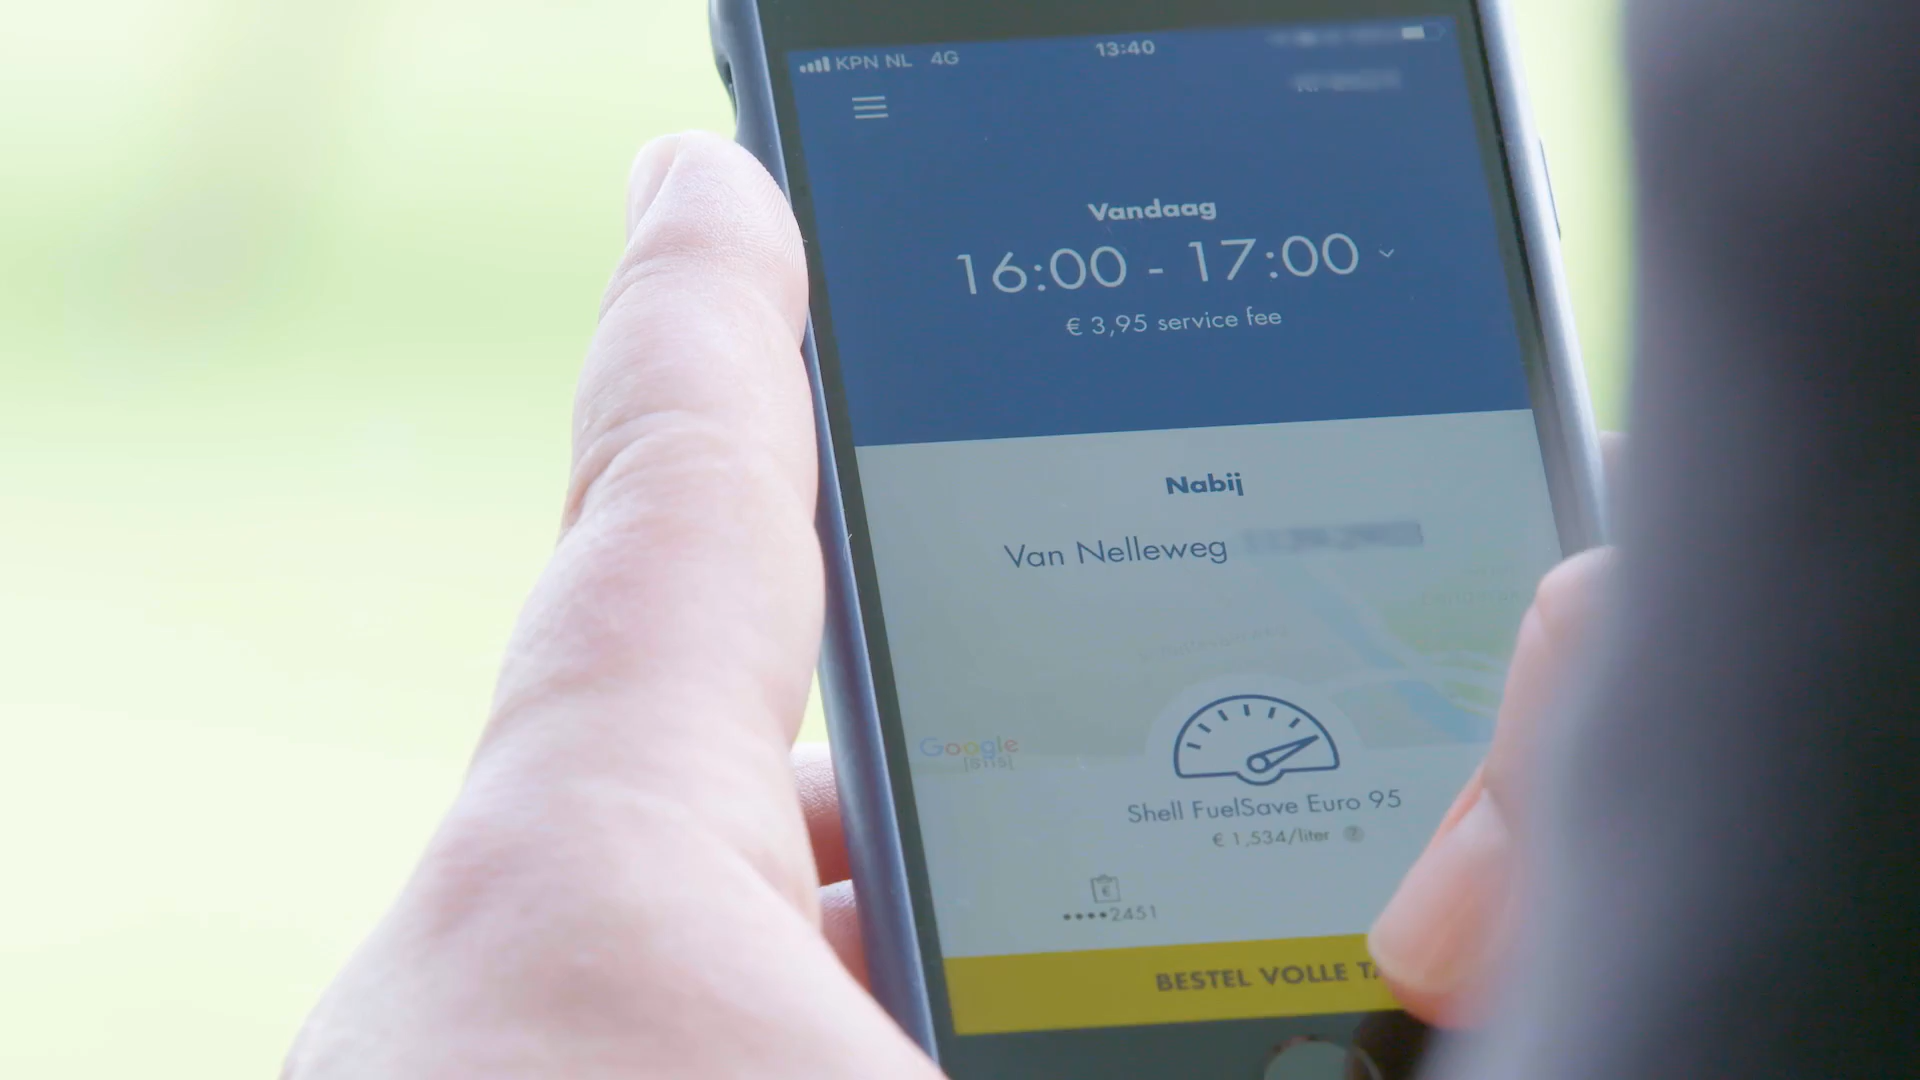 KPN NL 4G 13:40
Vandaag
16:00 - 17:00
€ 3,95 service fee
Nabij
Van Nelleweg
Google
Shell FuelSave Euro 95
€ 1,534/liter ?
€
••••2451
BESTEL VOLLE